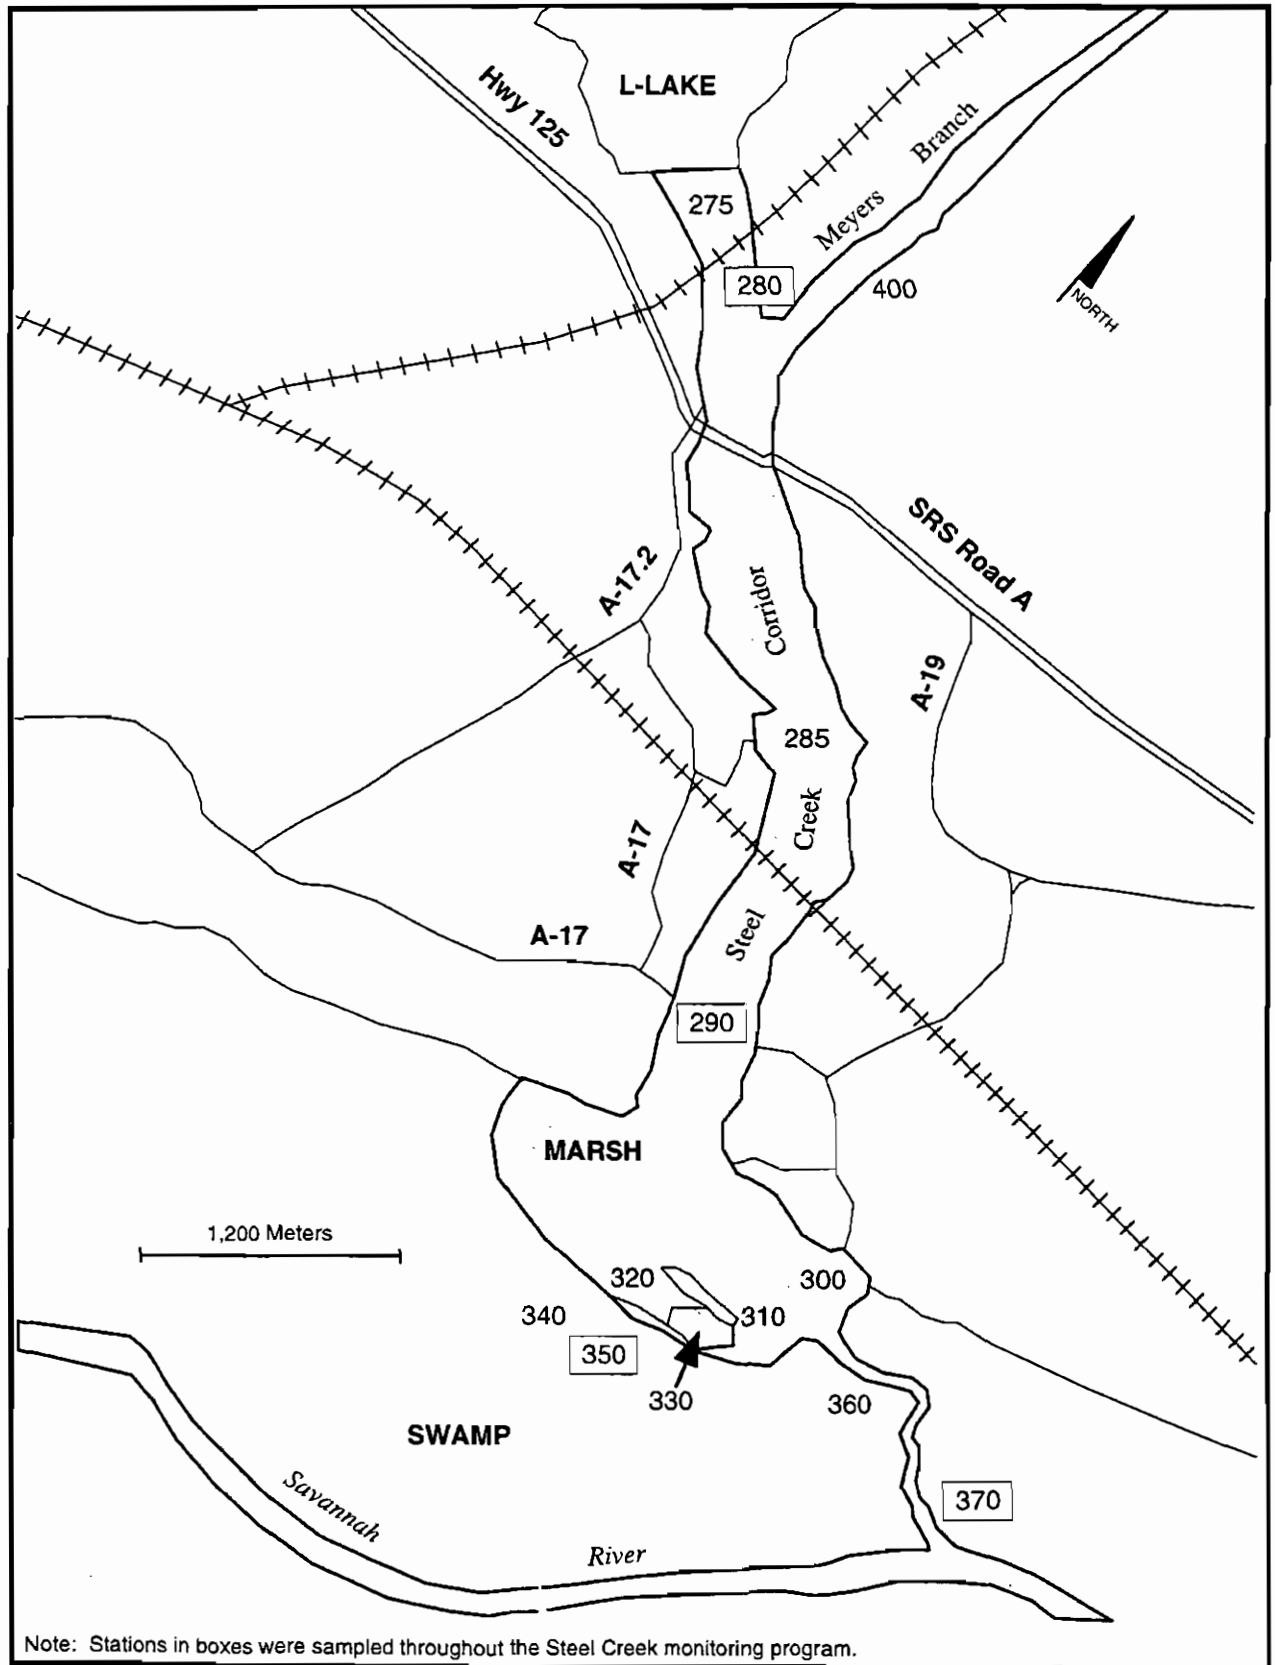 L-LAKE
Hwy 125
Branch
275
Meyers
280
400
NORTH
SRS Road A
A-17.2
Corridor
A-19
285
Creek
A-17
Steel
A-17
290
MARSH
1,200 Meters
320
300
340
310
350
330
360
SWAMP
370
Savannah
River
Note: Stations in boxes were sampled throughout the Steel Creek monitoring program.